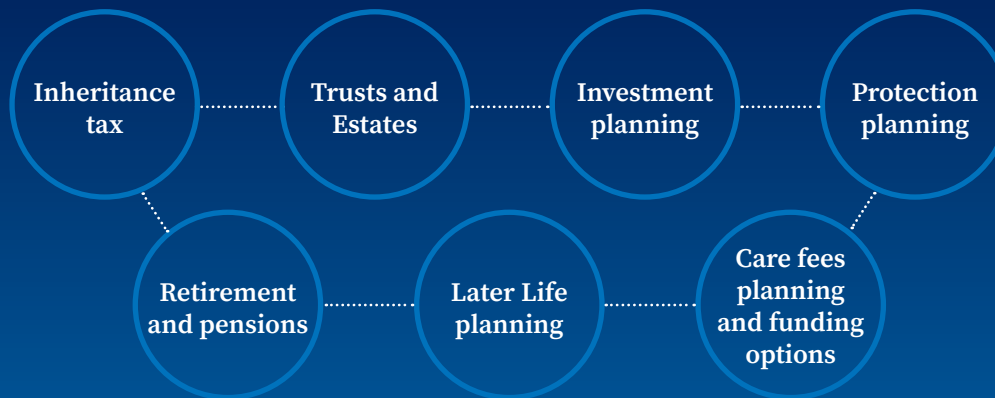 Inheritance
tax
Trusts and
Estates
Investment
planning
Protection
planning
Retirement
and pensions
Later Life
planning
Care fees
planning
and funding
options